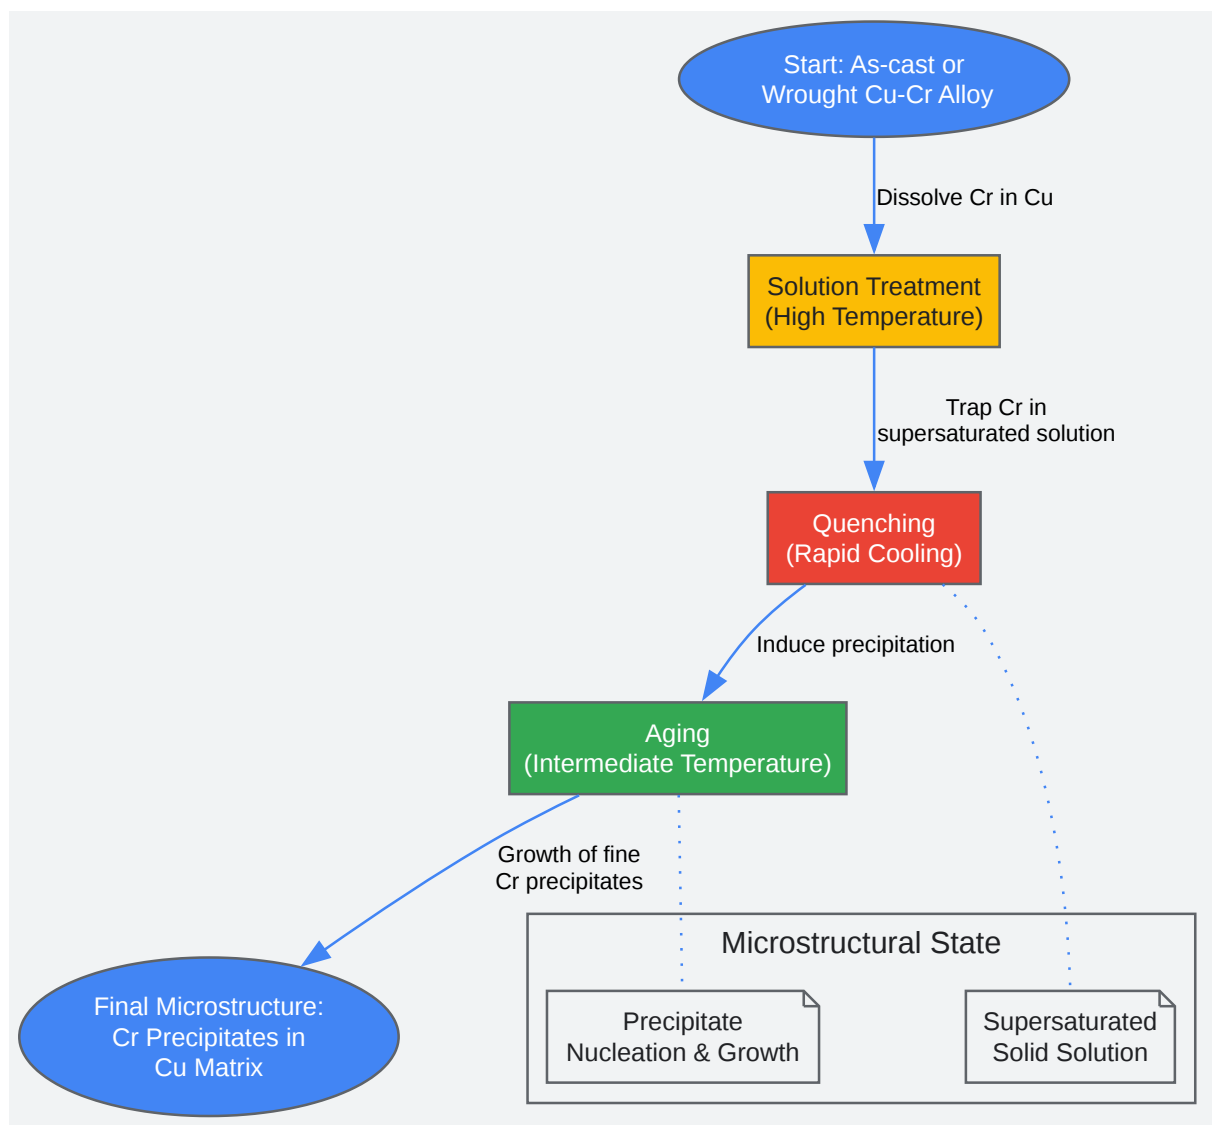 Start: As-cast or
Wrought Cu-Cr Alloy
Dissolve Cr in Cu
Solution Treatment
(High Temperature)
Trap Cr in
supersaturated solution
Quenching
(Rapid Cooling)
Induce precipitation
Aging
(Intermediate Temperature)
Growth of fine
Cr precipitates
Microstructural State
Final Microstructure:
Cr Precipitates in
Cu Matrix
Precipitate
Nucleation & Growth
Supersaturated
Solid Solution